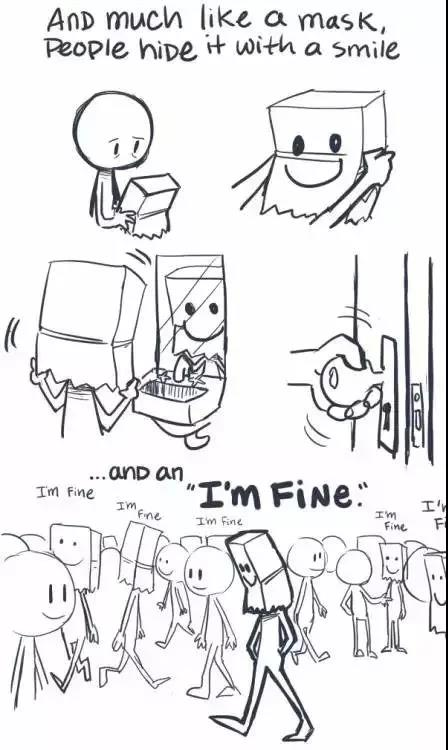 And much like a mask,
People hide it with a smile
...and an
"I'm Fine."
I'm Fine
I'm
Fine
I'm Fine
I'm
Fine